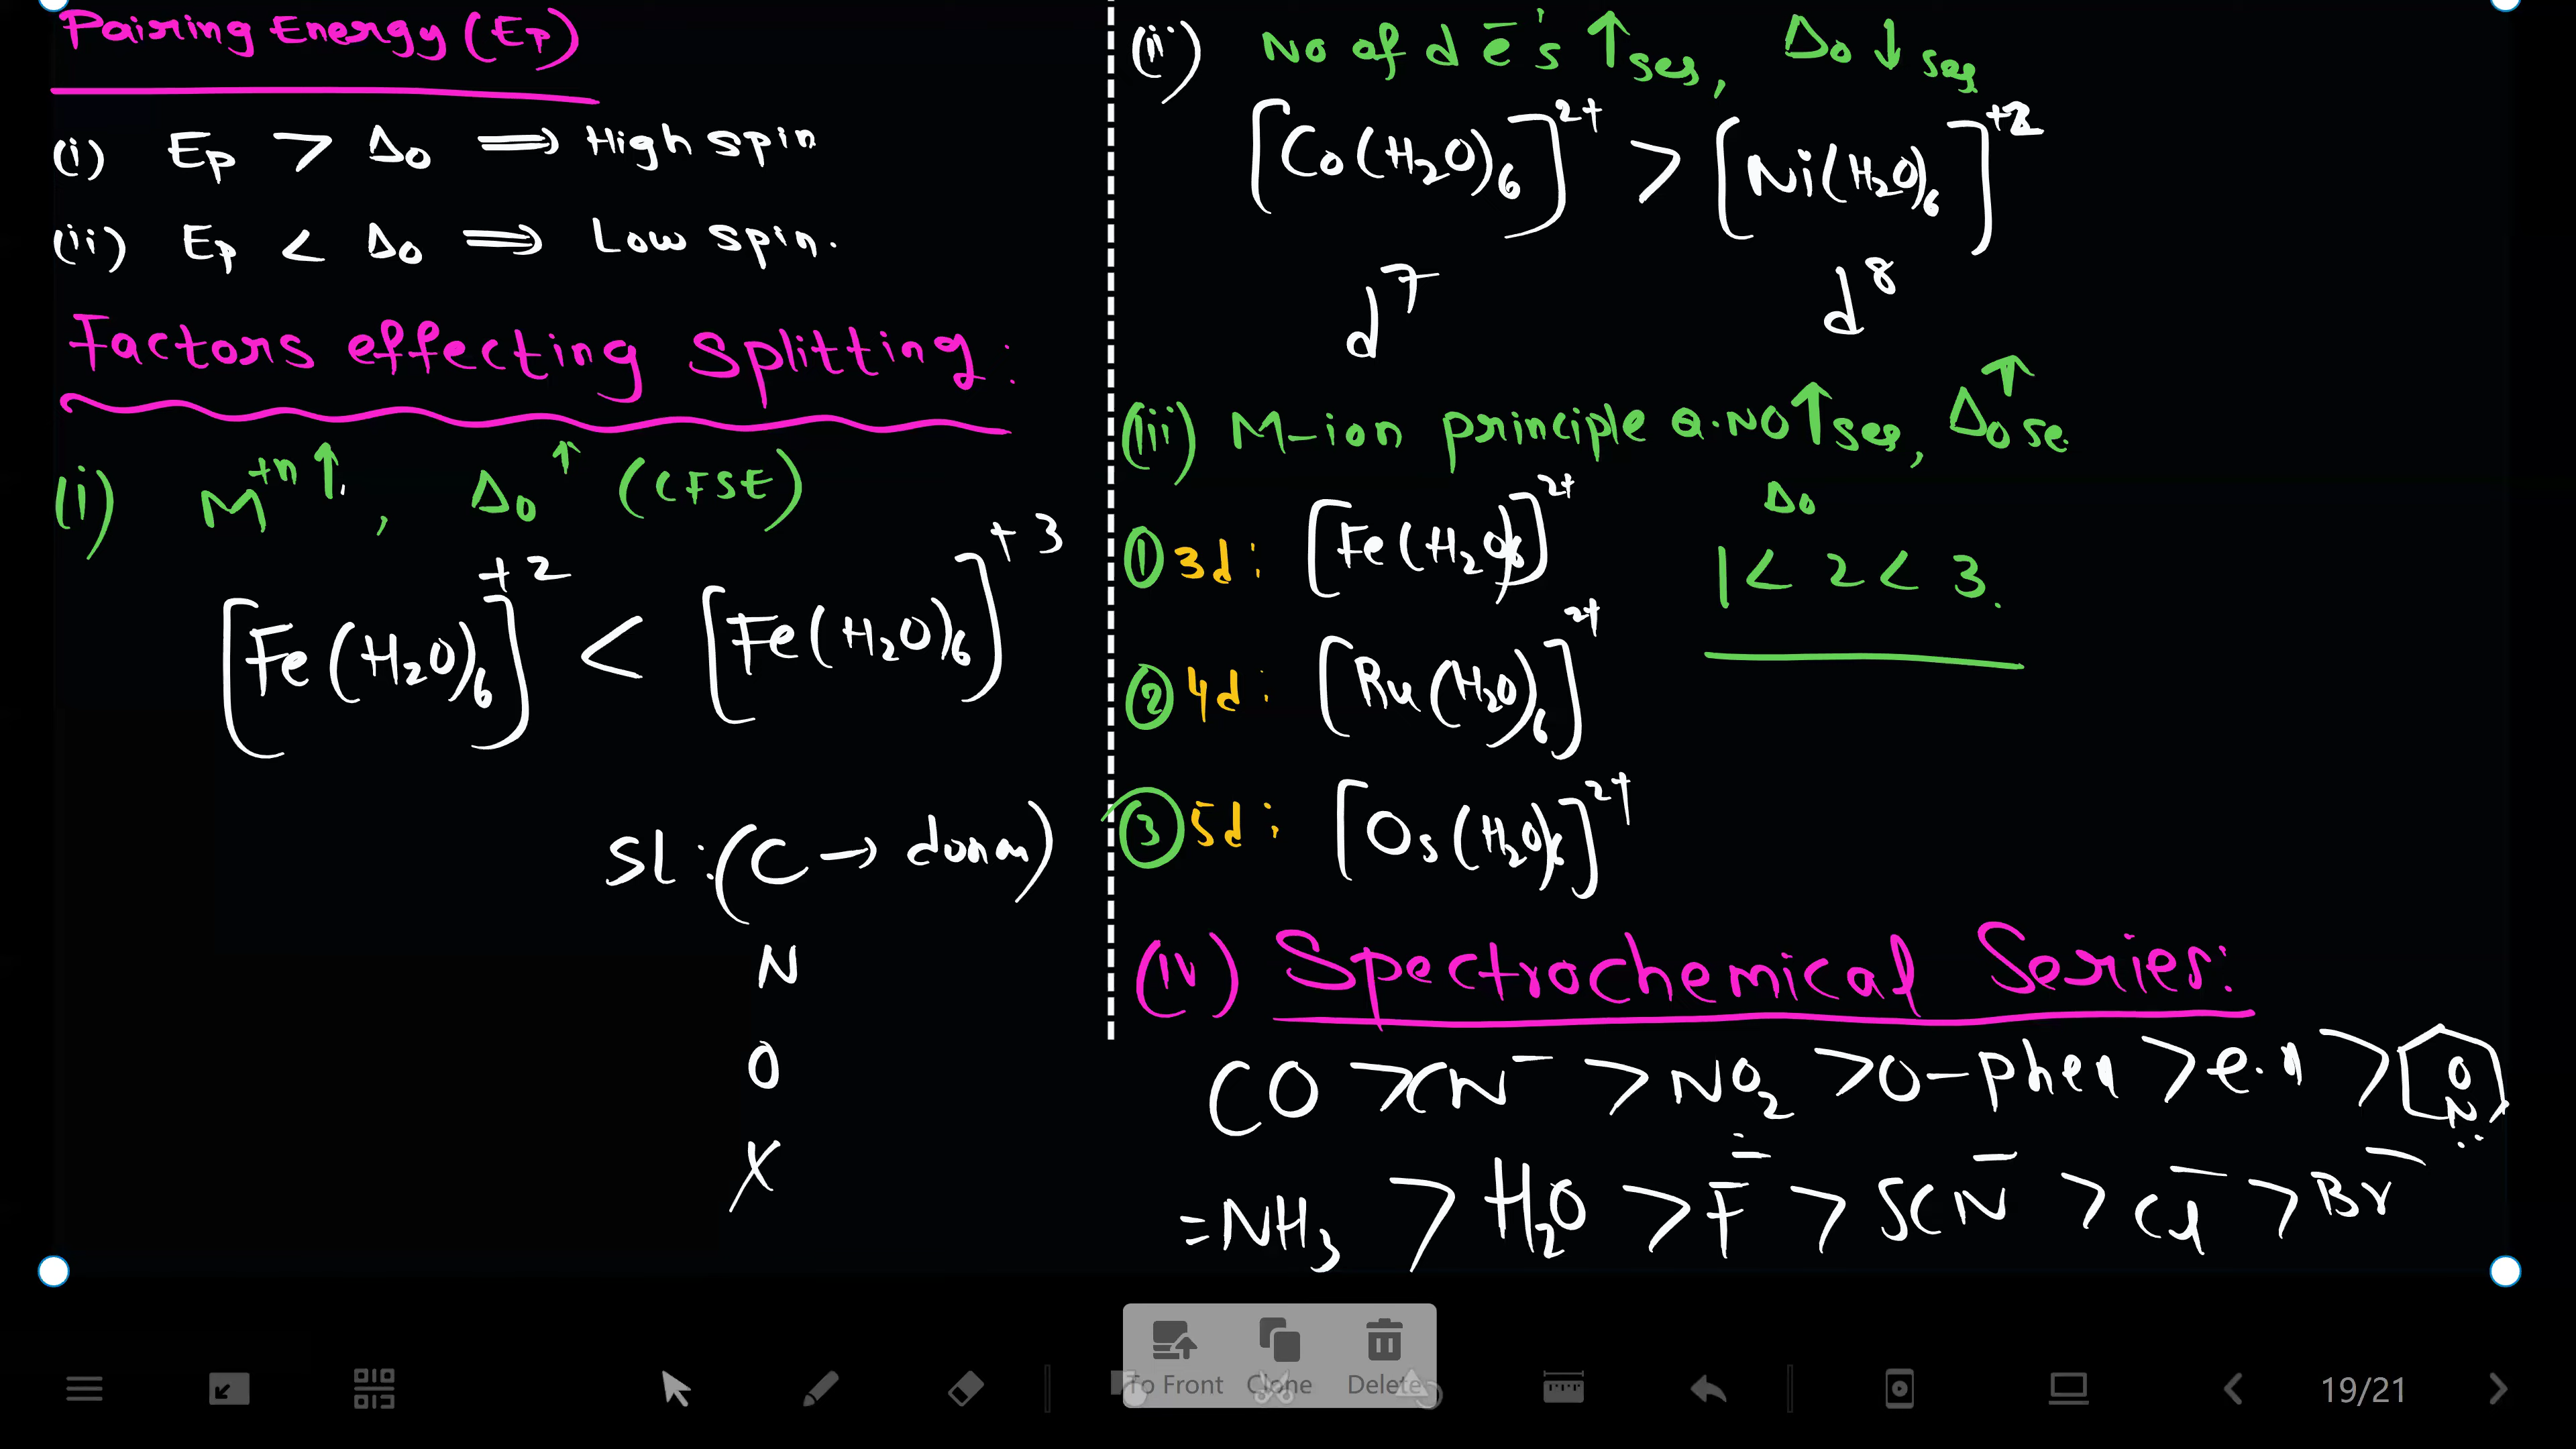 Pairing Energy (Ep)
(i) Ep > Δo ⟹ High spin
(ii) Ep < Δo ⟹ Low spin.
Factors effecting Splitting:
(i) M+n ↑, Δo ↑ (CFSE)
[Fe(H2O)6]+2 < [Fe(H2O)6]+3
SL:(C →
N
O
X
(ii) No of d ē's ↑ses, Δo ↓ses
[Co(H2O)6]2+ > [Ni(H2O)6]+2
d7 d8
(iii) M-ion principle Q.NO ↑ses, Δo ↑se.
Δo
1 < 2 < 3.
① 3d: [Fe(H2O)6]2+
② 4d: [Ru(H2O)6]2+
③ 5d: [Os(H2O)6]2+
(iv) Spectrochemical Series:
CO > CN− > NO2 > O-phen > e.n > N
= NH3 > H2O > F− > SCN− > Cl− > Br−
To Front Clone Delete
19/21